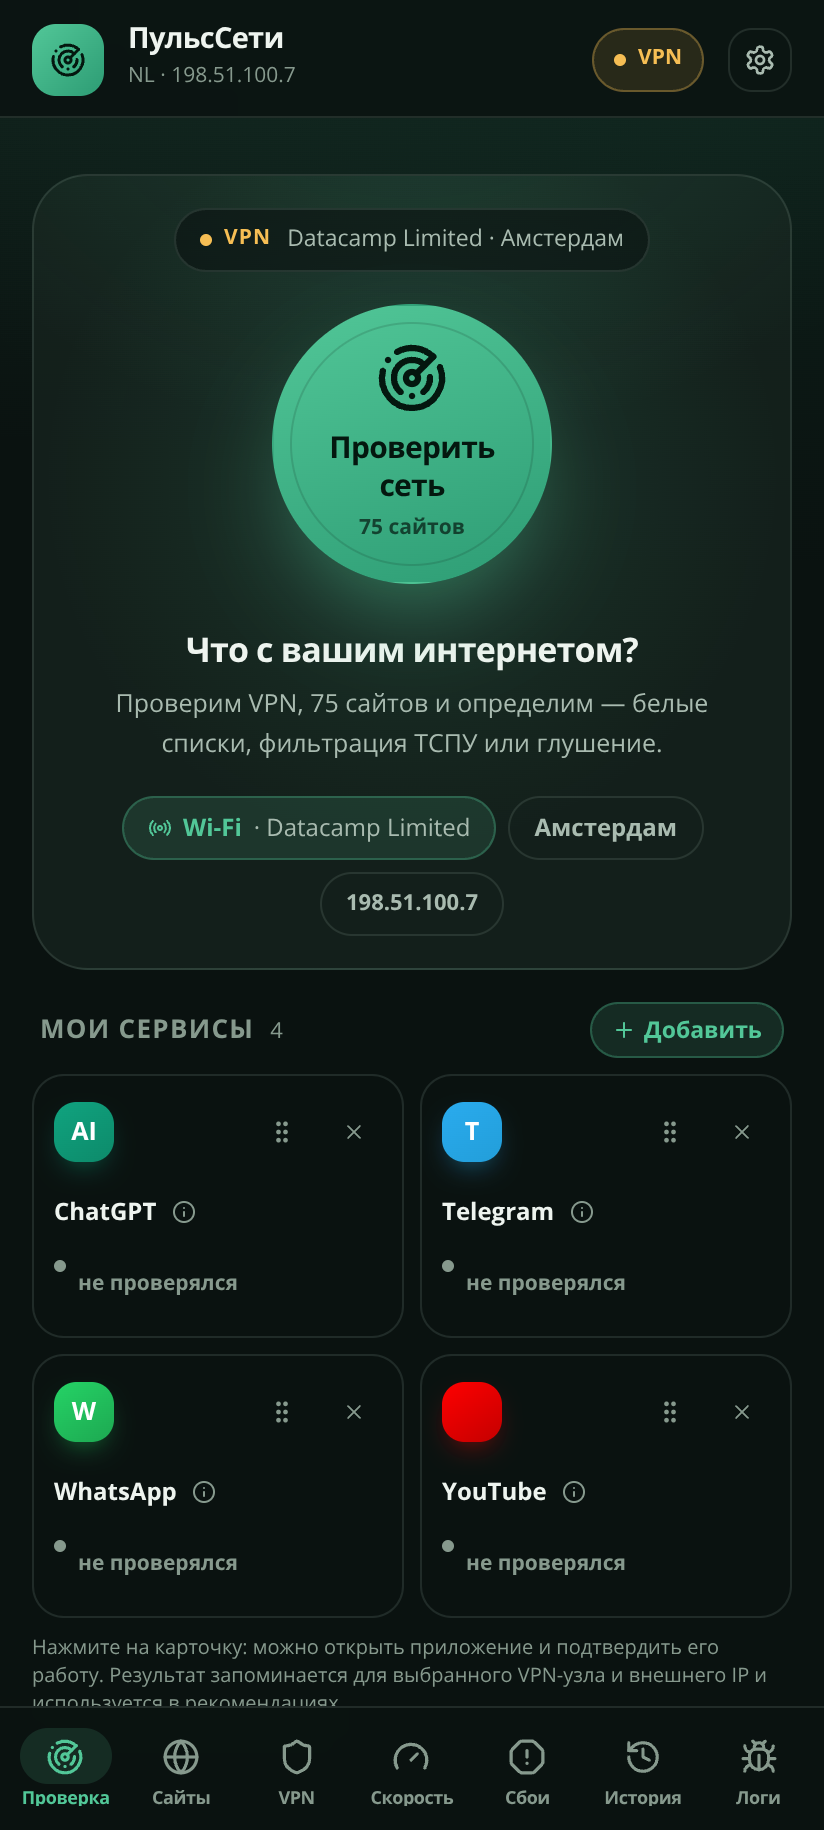 ПульсСети
NL · 198.51.100.7
VPN
VPN Datacamp Limited · Амстердам
Проверить
сеть
75 сайтов
Что с вашим интернетом?
Проверим VPN, 75 сайтов и определим — белые
списки, фильтрация ТСПУ или глушение.
Wi-Fi · Datacamp Limited
Амстердам
198.51.100.7
МОИ СЕРВИСЫ 4
+ Добавить
AI
ChatGPT
не проверялся
T
Telegram
не проверялся
W
WhatsApp
не проверялся
YouTube
не проверялся
Нажмите на карточку: можно открыть приложение и подтвердить его
работу. Результат запоминается для выбранного VPN-узла и внешнего IP и
используется в рекомендациях.
Проверка
Сайты
VPN
Скорость
Сбои
История
Логи